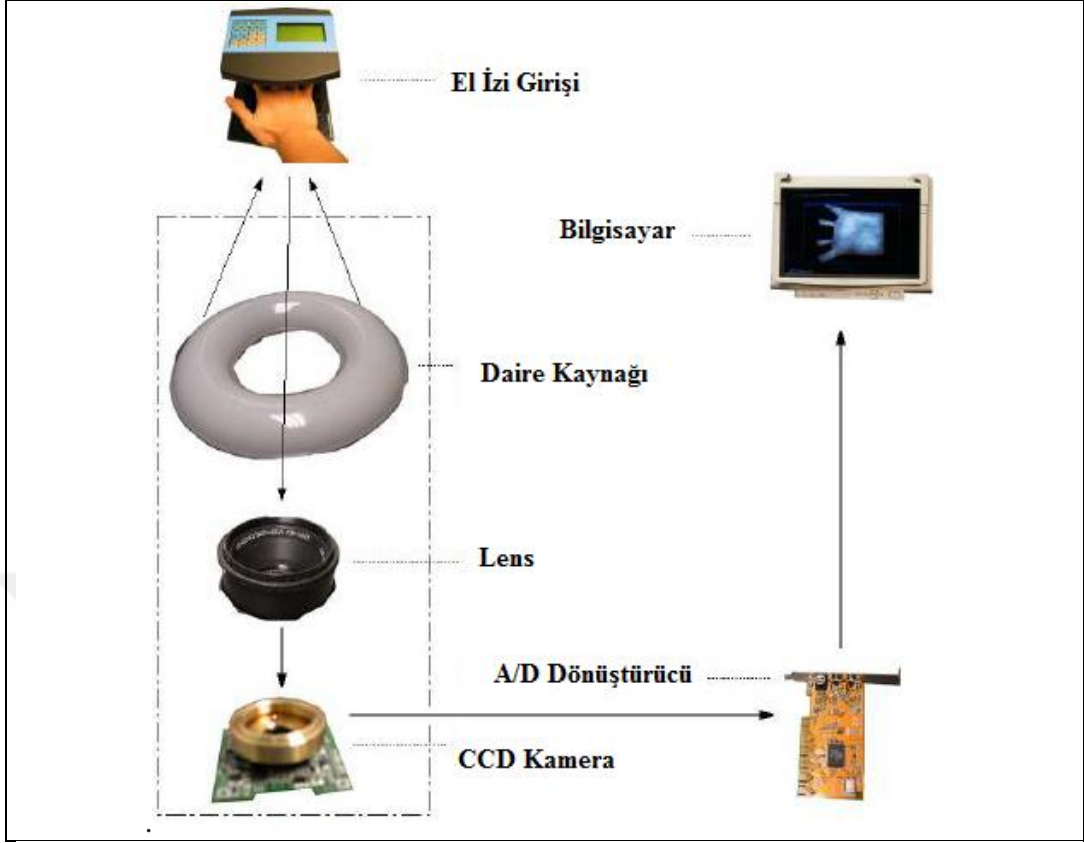 El İzi Girişi
Bilgisayar
Daire Kaynağı
Lens
A/D Dönüştürücü
CCD Kamera